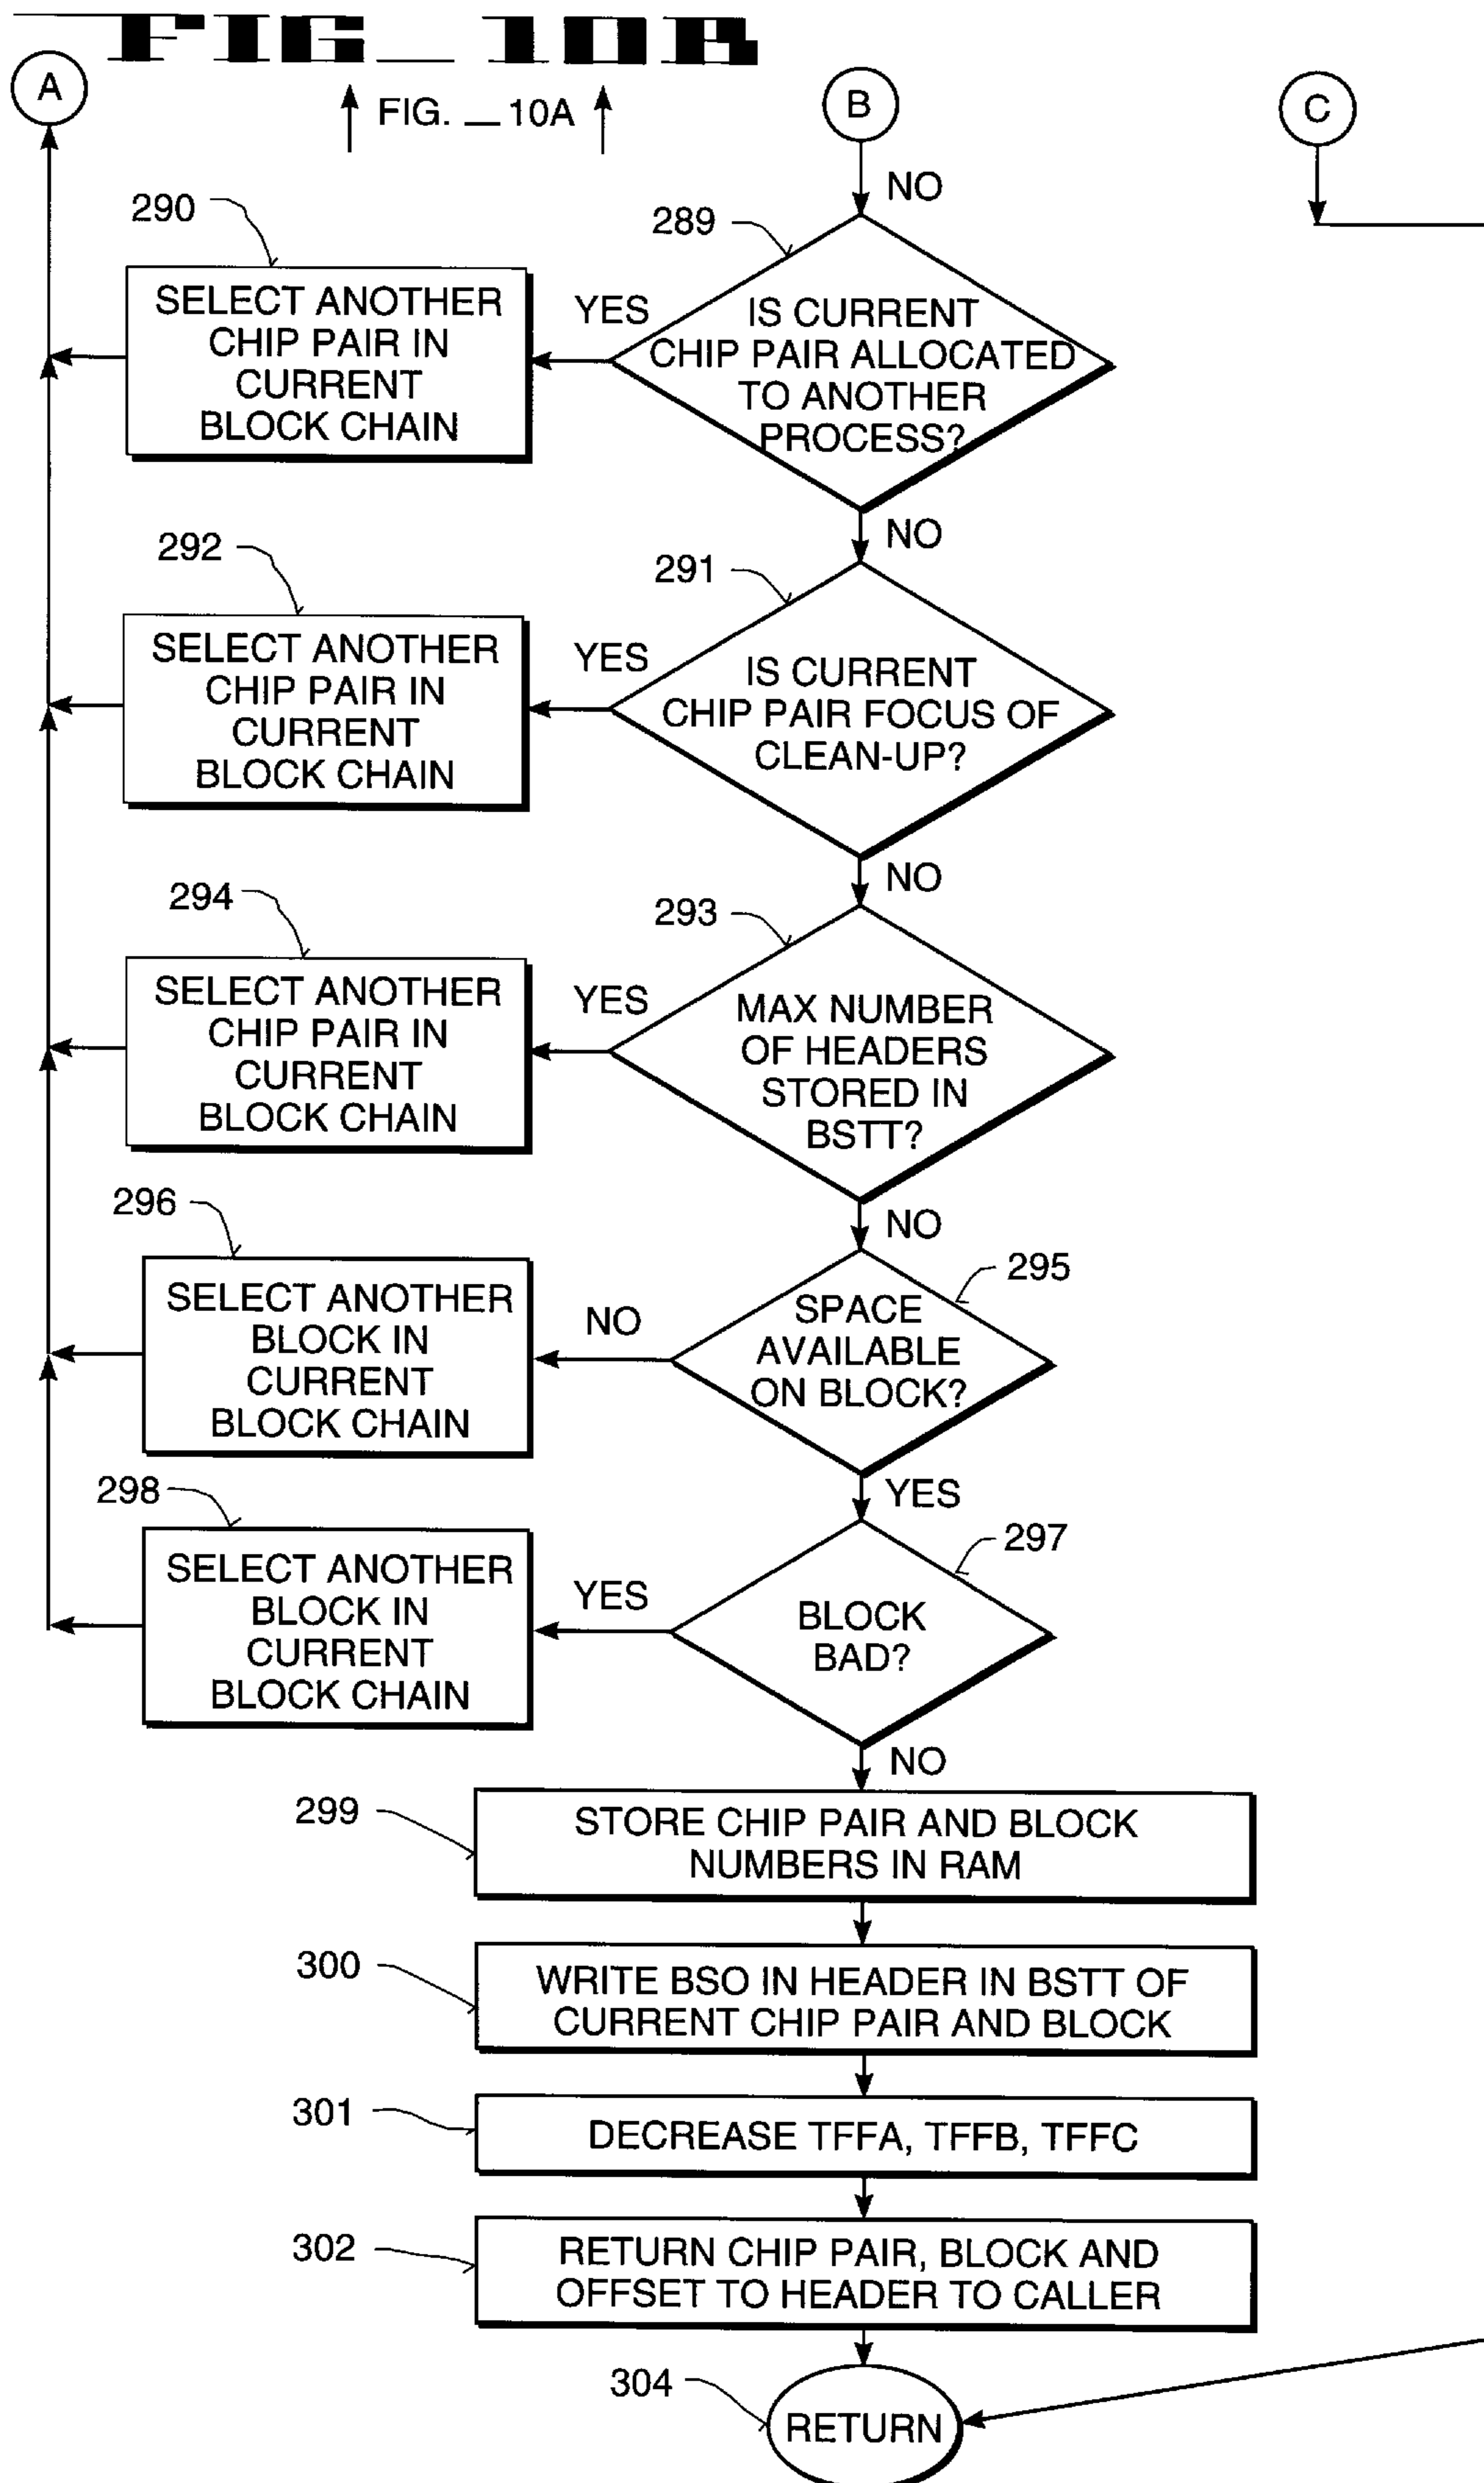 FIG_10B
A
FIG. _ 10A
B
C
NO
290
289
SELECT ANOTHER
CHIP PAIR IN
CURRENT
BLOCK CHAIN
YES
IS CURRENT
CHIP PAIR ALLOCATED
TO ANOTHER
PROCESS?
NO
292
291
SELECT ANOTHER
CHIP PAIR IN
CURRENT
BLOCK CHAIN
YES
IS CURRENT
CHIP PAIR FOCUS OF
CLEAN-UP?
NO
294
293
SELECT ANOTHER
CHIP PAIR IN
CURRENT
BLOCK CHAIN
YES
MAX NUMBER
OF HEADERS
STORED IN
BSTT?
NO
296
295
SELECT ANOTHER
BLOCK IN
CURRENT
BLOCK CHAIN
NO
SPACE
AVAILABLE
ON BLOCK?
YES
298
297
SELECT ANOTHER
BLOCK IN
CURRENT
BLOCK CHAIN
YES
BLOCK
BAD?
NO
299
STORE CHIP PAIR AND BLOCK
NUMBERS IN RAM
300
WRITE BSO IN HEADER IN BSTT OF
CURRENT CHIP PAIR AND BLOCK
301
DECREASE TFFA, TFFB, TFFC
302
RETURN CHIP PAIR, BLOCK AND
OFFSET TO HEADER TO CALLER
304
RETURN